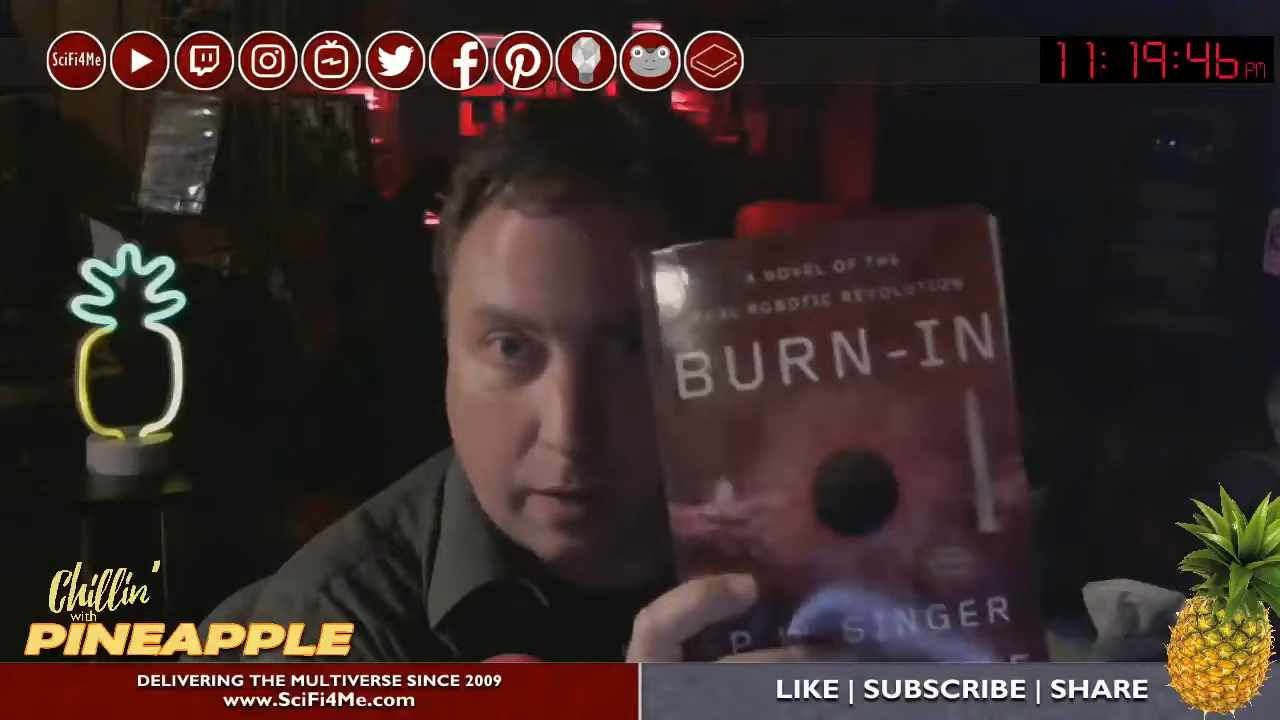 SciFi4Me
11:19:46 PM
A NOVEL OF THE
REAL ROBOTIC REVOLUTION
BURN-IN
P.W. SINGER
Chillin'
with
PINEAPPLE
DELIVERING THE MULTIVERSE SINCE 2009
www.SciFi4Me.com
LIKE | SUBSCRIBE | SHARE